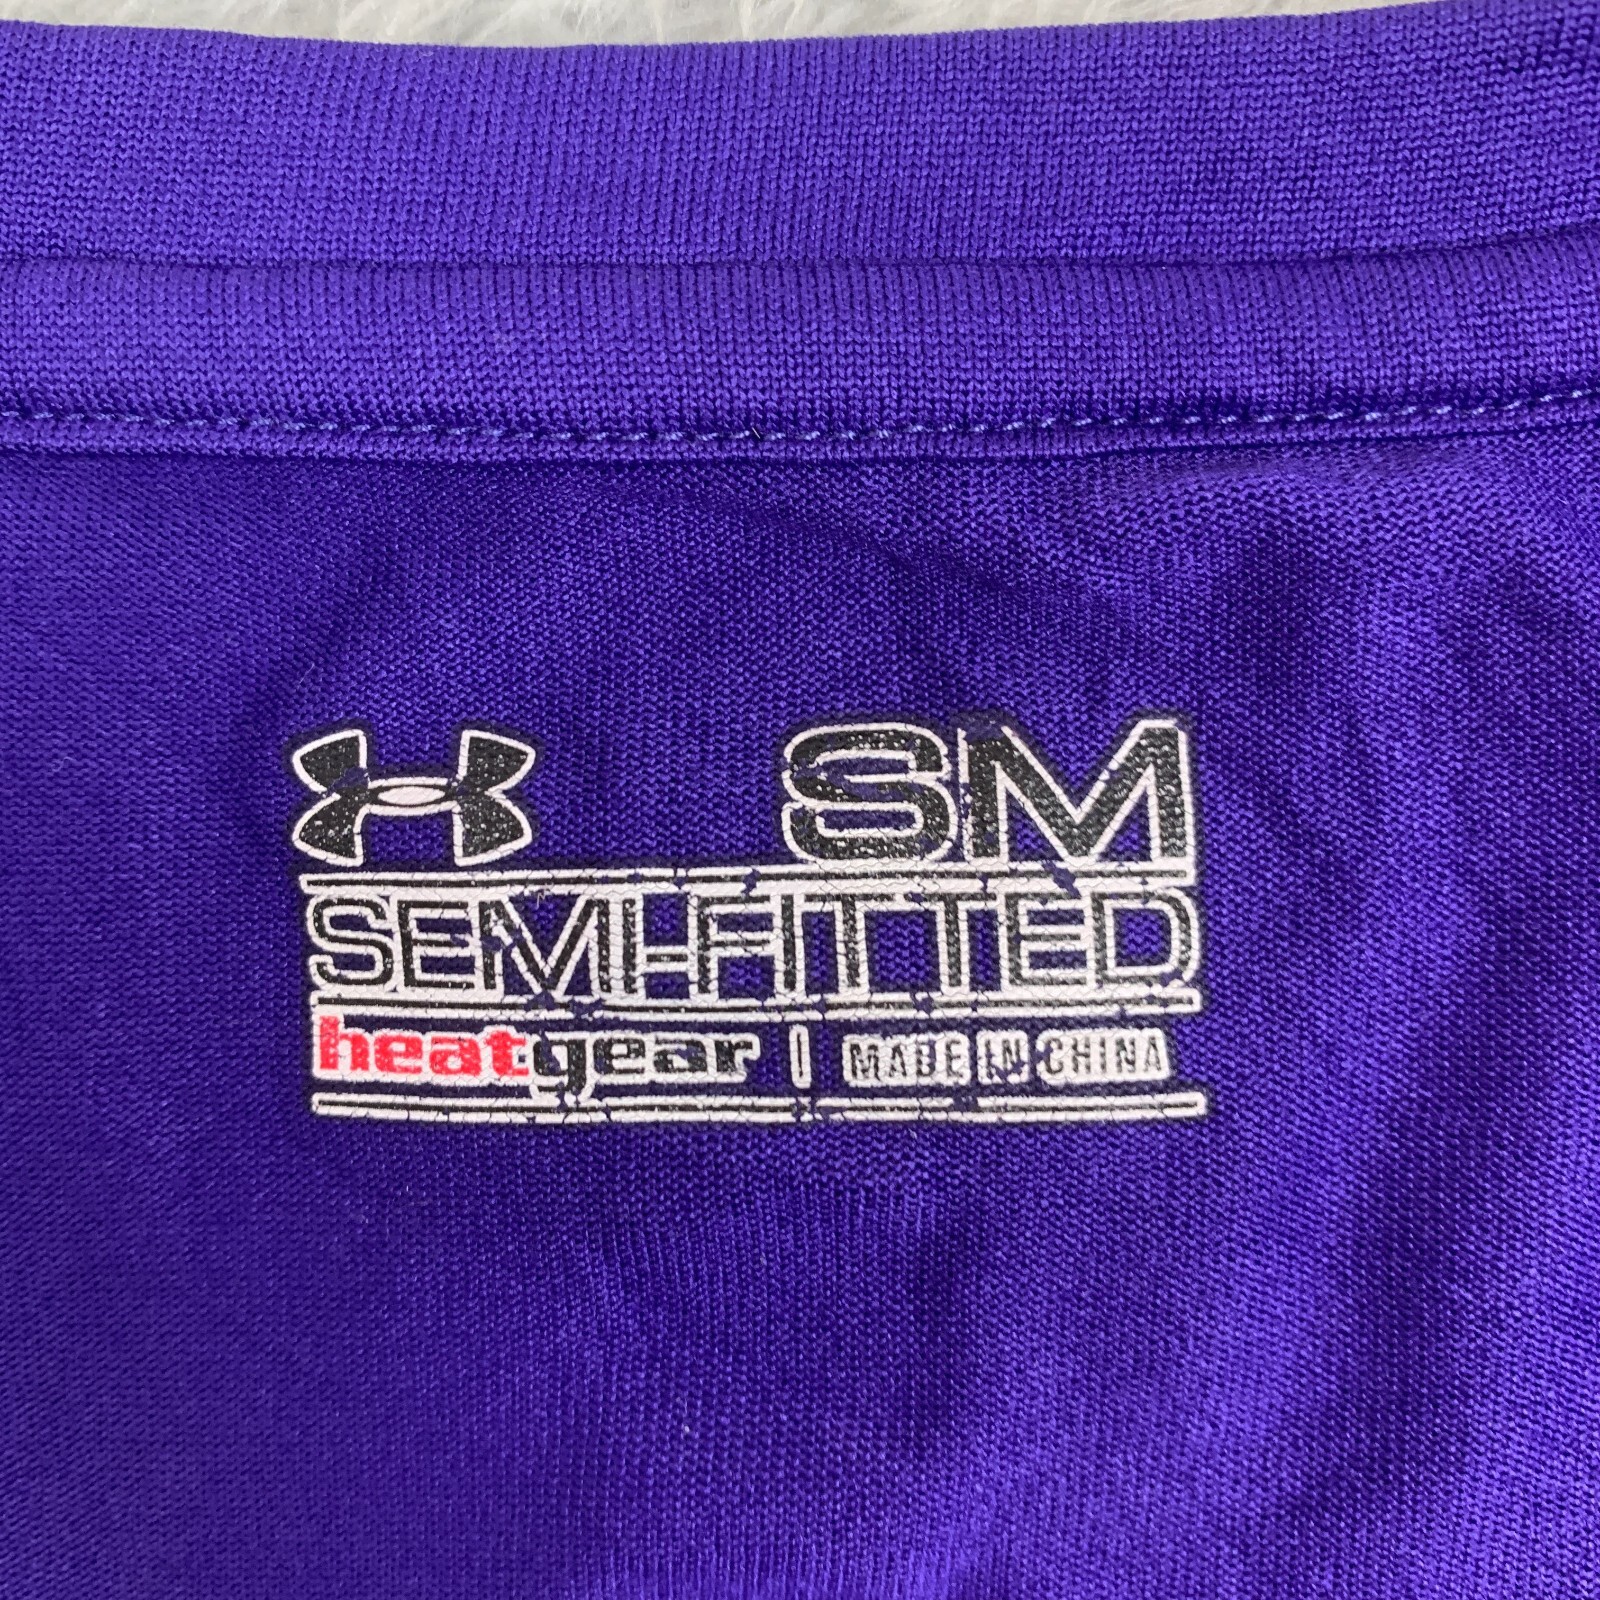 SM
SEMI-FITTED
heatgear | MADE IN CHINA